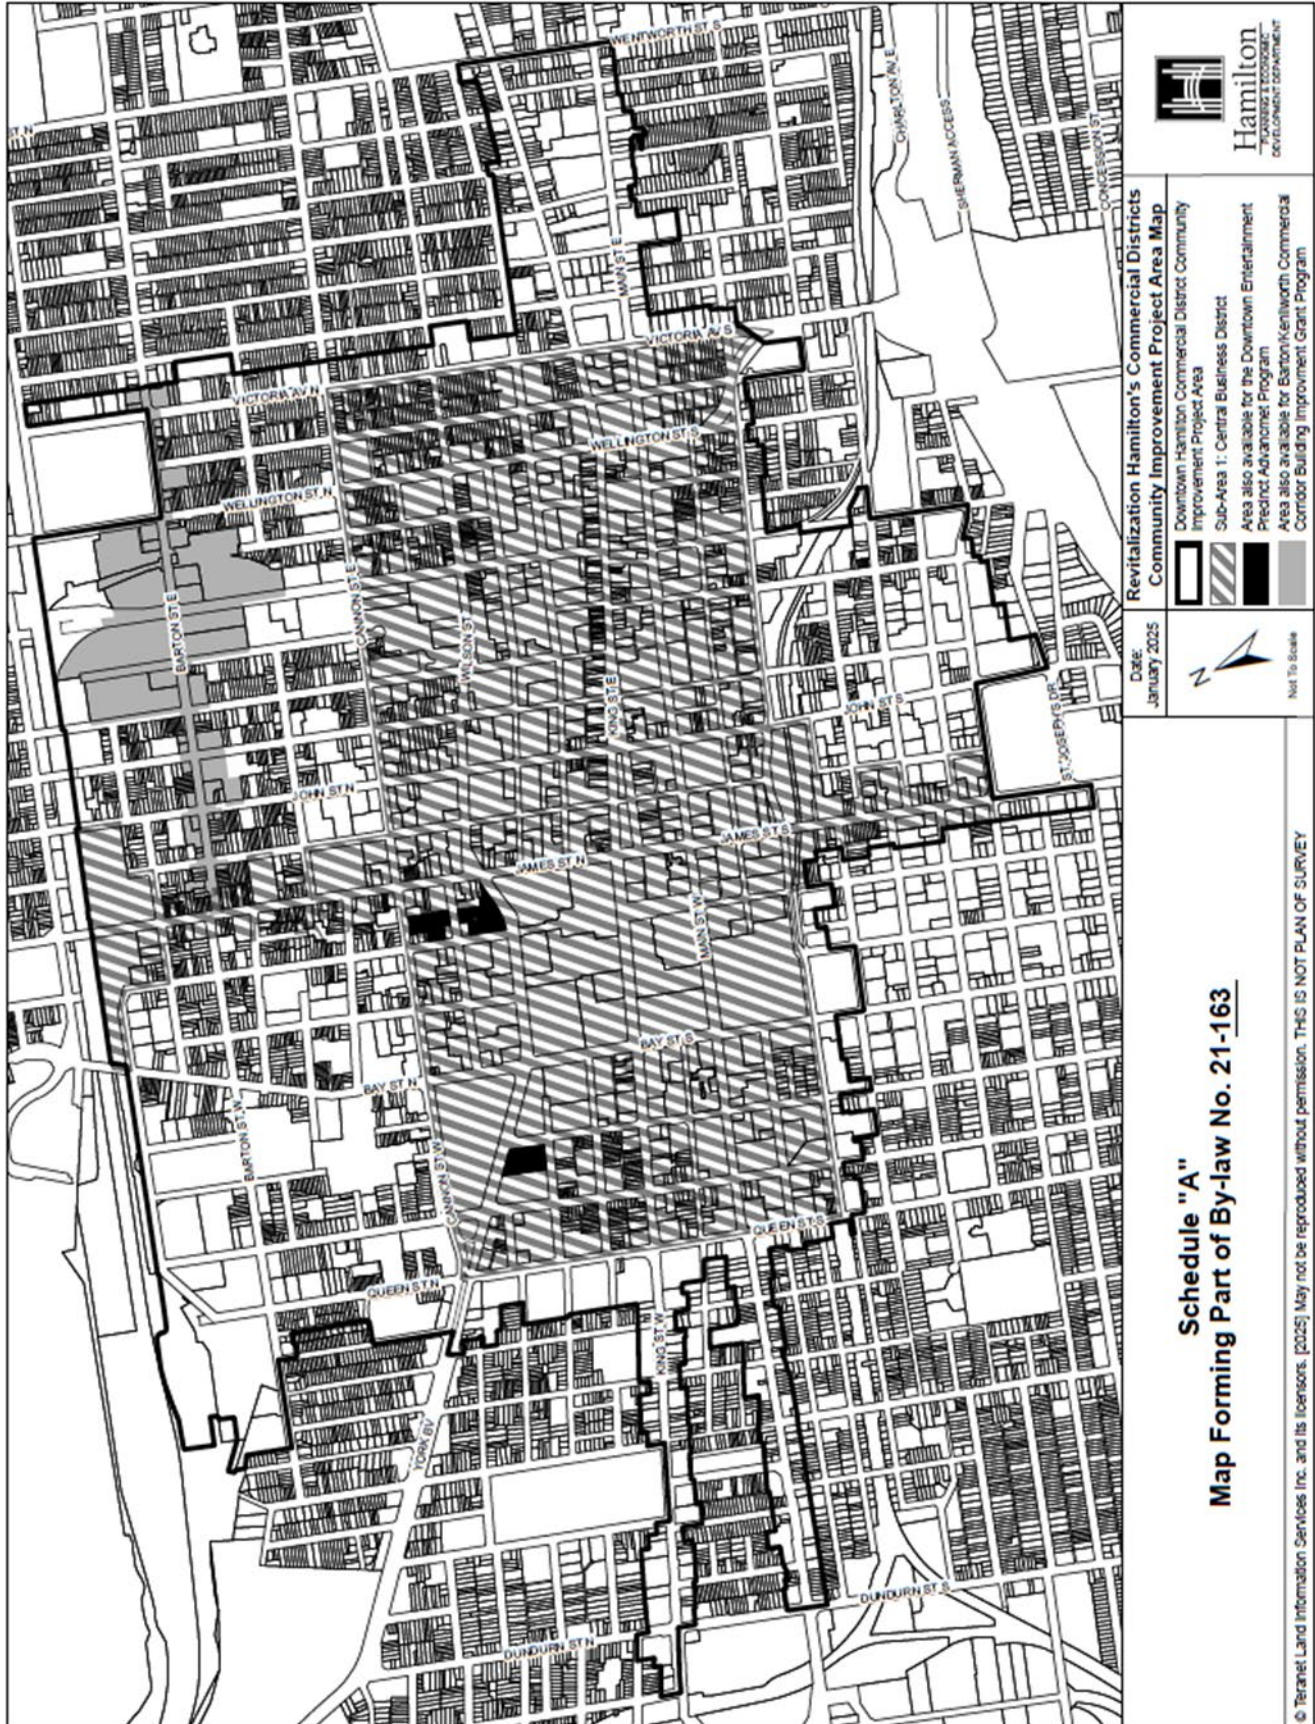 ST. N
WENTWORTH ST S
CHARLTON AV E
SHERMAN ACCESS
CONCESSION ST
MAIN ST E
VICTORIA AV S
VICTORIA AV N
WELLINGTON ST S
WELLINGTON ST N
BARTON ST E
CANNON ST E
WILSON ST
KING ST E
JOHN ST S
ST JOSEPH'S DR
JOHN ST N
JAMES ST S
JAMES ST N
MAIN ST W
BAY ST S
BAY ST N
BARTON ST W
CANNON ST W
QUEEN ST S
QUEEN ST N
KING ST W
YORK BV
DUNDURN ST S
DUNDURN ST N
Schedule "A"
Map Forming Part of By-law No. 21-163
© Teranet Land Information Services Inc. and its licensors. [2025] May not be reproduced without permission. THIS IS NOT PLAN OF SURVEY
Date:
January 2025
N
Not To Scale
Revitalization Hamilton's Commercial Districts
Community Improvement Project Area Map
Downtown Hamilton Commercial District Community
Improvement Project Area
Sub-Area 1: Central Business District
Area also available for the Downtown Entertainment
Precinct Advancmet Program
Area also available for Barton/Kenilworth Commercial
Corridor Building Improvment Grant Program
Hamilton
PLANNING & ECONOMIC
DEVELOPMENT DEPARTMENT